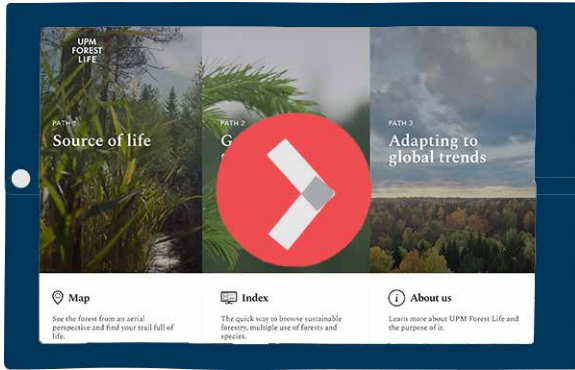 UPM
FOREST
LIFE
PATH 1
Source of life
PATH 2
PATH 3
Adapting to
global trends
Map
See the forest from an aerial
perspective and find your trail full of
life.
Index
The quick way to browse sustainable
forestry, multiple use of forests and
species.
About us
Learn more about UPM Forest Life and
the purpose of it.